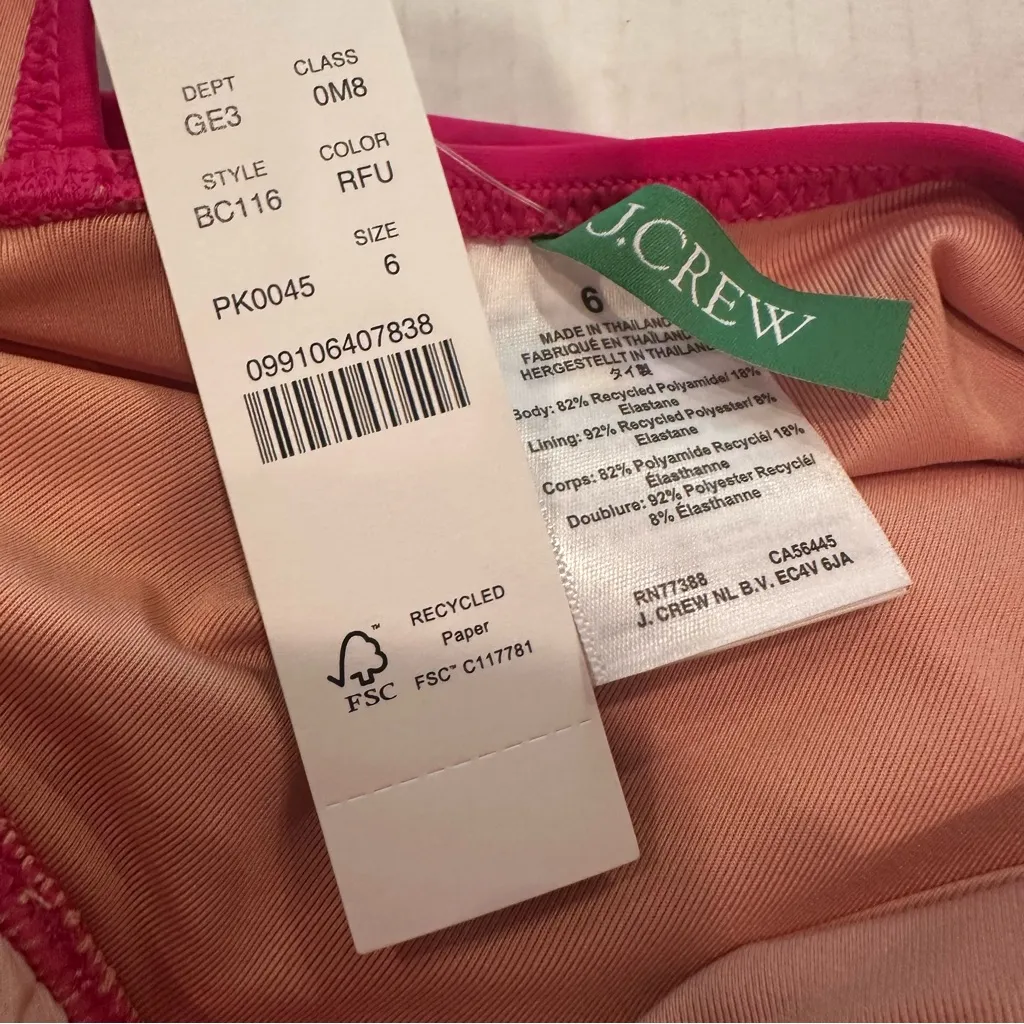 DEPT CLASS
GE3 0M8
STYLE COLOR
BC116 RFU
SIZE
PK0045 6
099106407838
RECYCLED
Paper
FSC™ C117781
FSC
J.CREW
6
MADE IN THAILAND
FABRIQUÉ EN THAÏLAND
HERGESTELLT IN THAILAND
タイ製
Body: 82% Recycled Polyamide/ 18%
Elastane
Lining: 92% Recycled Polyester/ 8%
Elastane
Corps: 82% Polyamide Recyclé/ 18%
Élasthanne
Doublure: 92% Polyester Recyclé/
8% Élasthanne
RN77388 CA56445
J. CREW NL B.V. EC4V 6JA